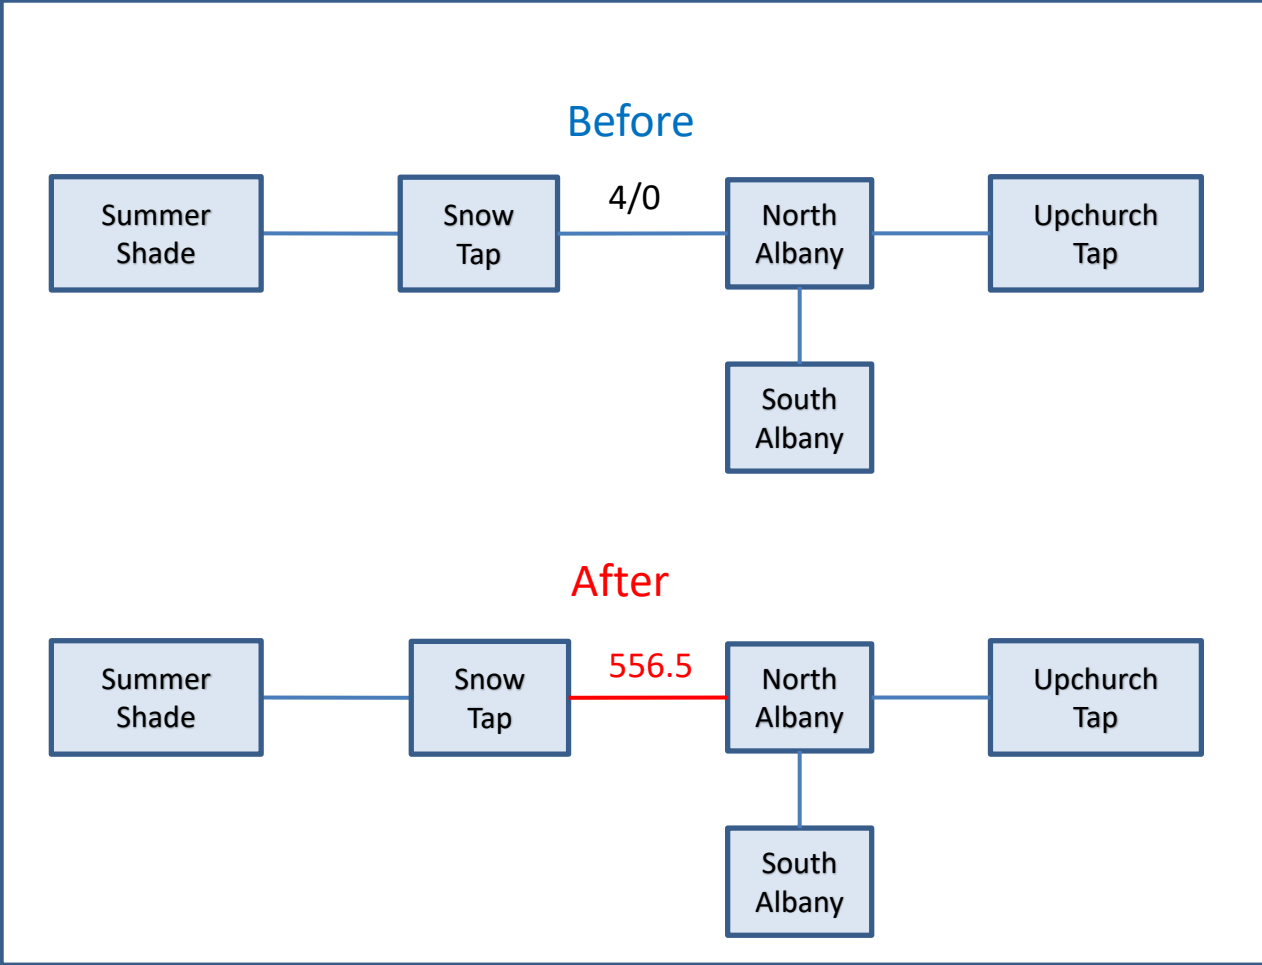 Before
4/0
Summer
Shade
Snow
Tap
North
Albany
Upchurch
Tap
South
Albany
After
556.5
Summer
Shade
Snow
Tap
North
Albany
Upchurch
Tap
South
Albany